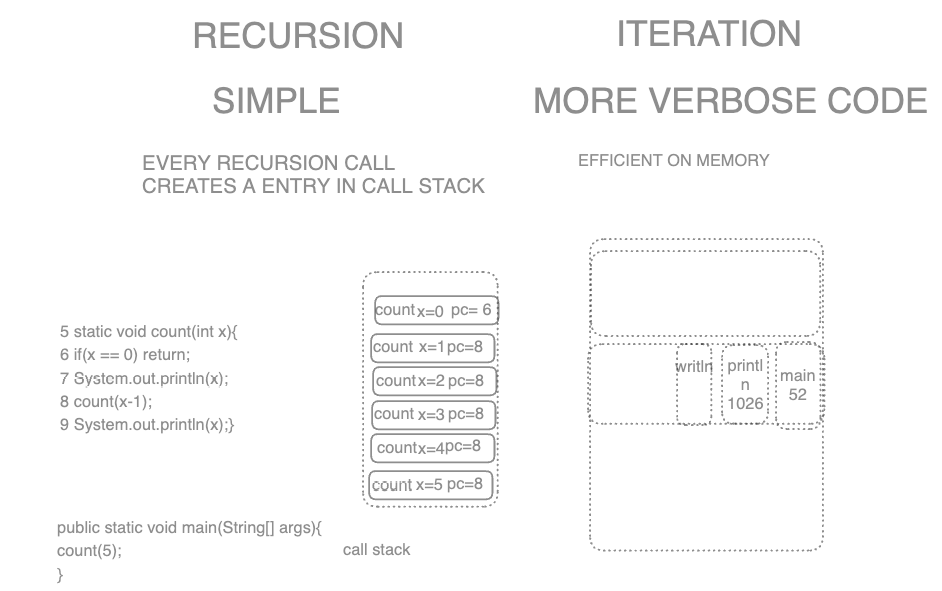 RECURSION
SIMPLE
EVERY RECURSION CALL
CREATES A ENTRY IN CALL STACK
5 static void count(int x){
6 if(x == 0) return;
7 System.out.println(x);
8 count(x-1);
9 System.out.println(x);}
public static void main(String[] args){
count(5);
}
count x=0 pc= 6
count x=1 pc=8
count x=2 pc=8
count x=3 pc=8
count x=4 pc=8
count x=5 pc=8
call stack
ITERATION
MORE VERBOSE CODE
EFFICIENT ON MEMORY
writln
printl
n
1026
main
52